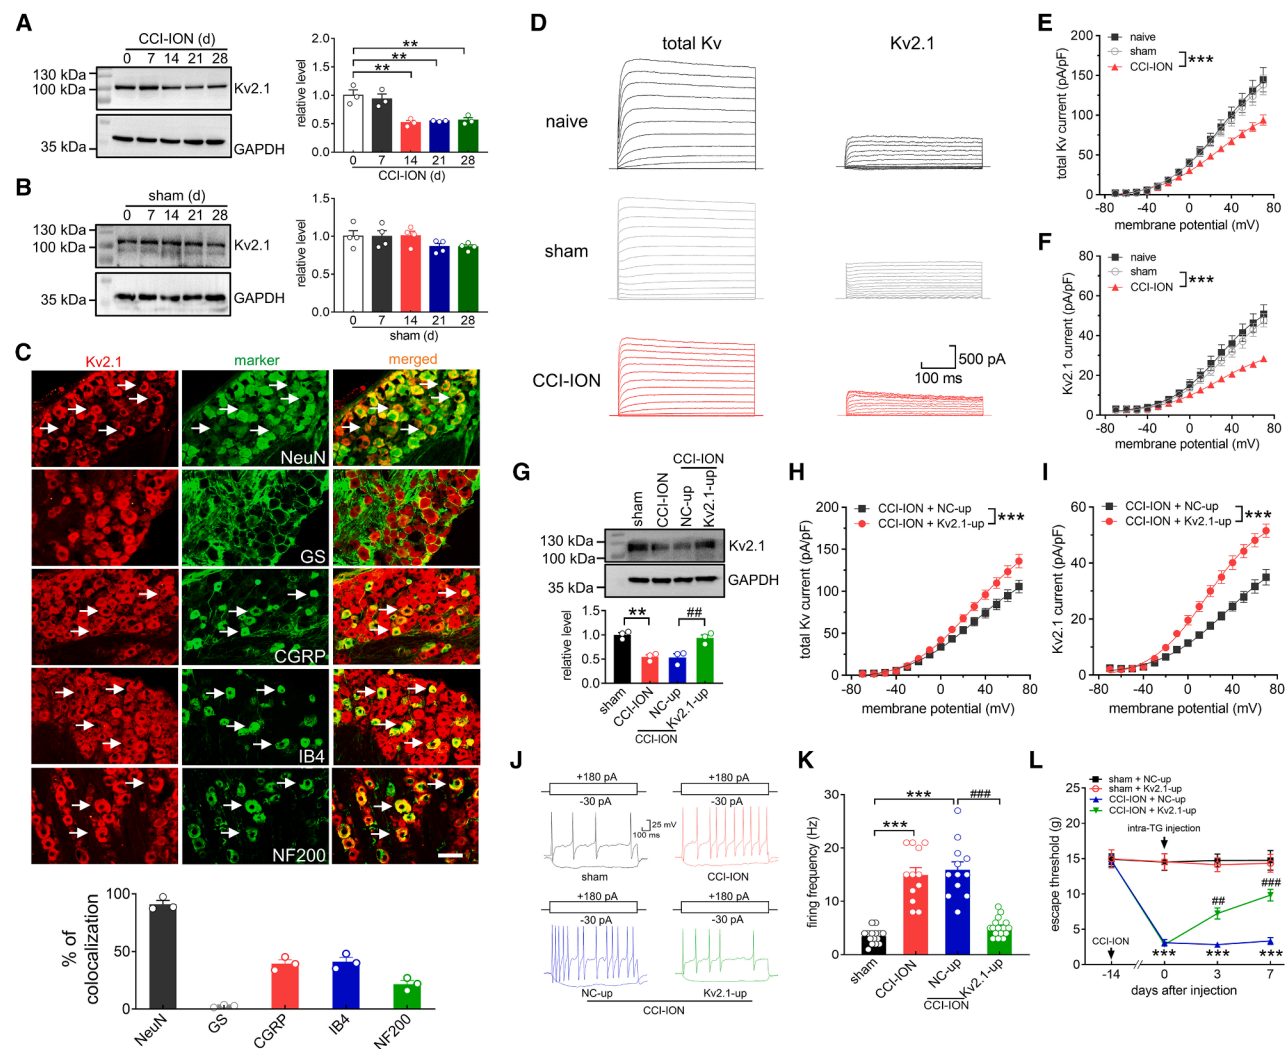 A
CCI-ION (d)
0 7 14 21 28
130 kDa
100 kDa
Kv2.1
35 kDa
GAPDH
relative level
2.0
1.5
1.0
0.5
0.0
**
**
**
0 7 14 21 28
CCI-ION (d)
B
sham (d)
0 7 14 21 28
130 kDa
100 kDa
Kv2.1
35 kDa
GAPDH
relative level
1.5
1.0
0.5
0.0
0 7 14 21 28
sham (d)
C
Kv2.1 marker merged
NeuN
GS
CGRP
IB4
NF200
% of
colocalization
100
50
0
NeuN GS CGRP IB4 NF200
D
total Kv Kv2.1
naive
sham
CCI-ION
500 pA
100 ms
E
naive
sham
CCI-ION
***
total Kv current (pA/pF)
200
150
100
50
0
-80 -40 0 40 80
membrane potential (mV)
F
naive
sham
CCI-ION
***
Kv2.1 current (pA/pF)
80
60
40
20
0
-80 -40 0 40 80
membrane potential (mV)
G
CCI-ION
sham CCI-ION NC-up Kv2.1-up
130 kDa
100 kDa
Kv2.1
35 kDa
GAPDH
relative level
1.5
1.0
0.5
0.0
** ##
sham CCI-ION NC-up Kv2.1-up
CCI-ION
H
CCI-ION + NC-up
CCI-ION + Kv2.1-up
***
total Kv current (pA/pF)
200
150
100
50
0
-80 -40 0 40 80
membrane potential (mV)
I
CCI-ION + NC-up
CCI-ION + Kv2.1-up
***
Kv2.1 current (pA/pF)
60
40
20
0
-80 -40 0 40 80
membrane potential (mV)
J
+180 pA
-30 pA
25 mV
100 ms
sham
+180 pA
-30 pA
CCI-ION
+180 pA
-30 pA
NC-up
+180 pA
-30 pA
Kv2.1-up
CCI-ION
K
firing frequency (Hz)
30
20
10
0
***
***
###
sham CCI-ION NC-up Kv2.1-up
CCI-ION
L
sham + NC-up
sham + Kv2.1-up
CCI-ION + NC-up
CCI-ION + Kv2.1-up
intra-TG injection
escape threshold (g)
25
20
15
10
5
0
CCI-ION
##
###
*** *** ***
-14 0 3 7
days after injection